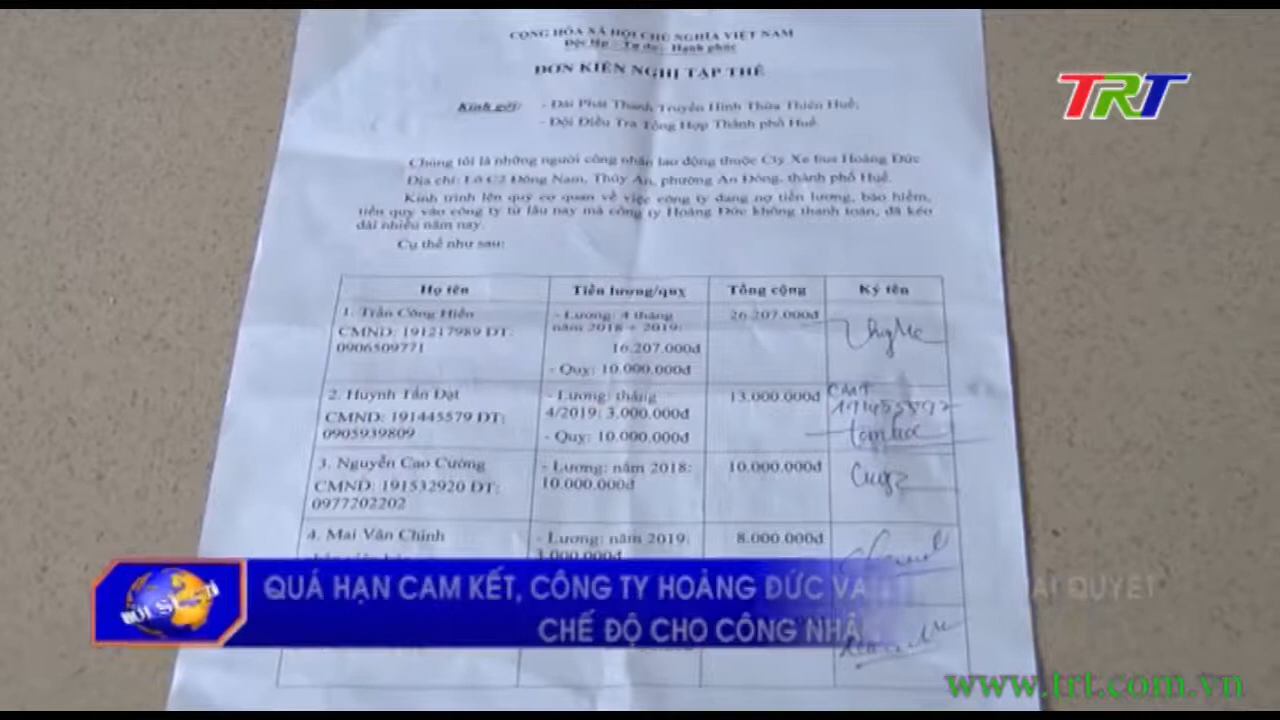 CỘNG HÒA XÃ HỘI CHỦ NGHĨA VIỆT NAM
Độc lập - Tự do - Hạnh phúc
ĐƠN KIẾN NGHỊ TẬP THỂ
TRT
Kính gửi: - Đài Phát Thanh Truyền Hình Thừa Thiên Huế;
- Đội Điều Tra Tổng Hợp Thành phố Huế.
Chúng tôi là những người công nhân lao động thuộc Cty Xe bus Hoàng Đức
Địa chỉ: Lô C2 Đông Nam, Thủy An, phường An Đông, thành phố Huế.
Kính trình lên quý cơ quan về việc công ty đang nợ tiền lương, bảo hiểm,
tiền quỹ vào công ty từ lâu nay mà công ty Hoàng Đức không thanh toán, đã kéo
dài nhiều năm nay.
Cụ thể như sau:
Họ tên Tiền lương/quỹ Tổng cộng Ký tên
1. Trần Công Hiền - Lương: 4 tháng 26.207.000đ
CMND: 191217989 ĐT: năm 2018 + 2019:
0906509771 16.207.000đ
- Quỹ: 10.000.000đ
2. Huỳnh Tấn Đạt - Lương: tháng 13.000.000đ CMT
CMND: 191445579 ĐT: 4/2019: 3.000.000đ
0905939809 - Quỹ: 10.000.000đ
3. Nguyễn Cao Cường - Lương: năm 2018: 10.000.000đ
CMND: 191532920 ĐT: 10.000.000đ
0977202202
4. Mai Văn Chính - Lương: năm 2019: 8.000.000đ
3.000.000đ
QUÁ HẠN CAM KẾT, CÔNG TY HOÀNG ĐỨC QUYẾT
CHẾ ĐỘ CHO CÔNG
www.trt.com.vn